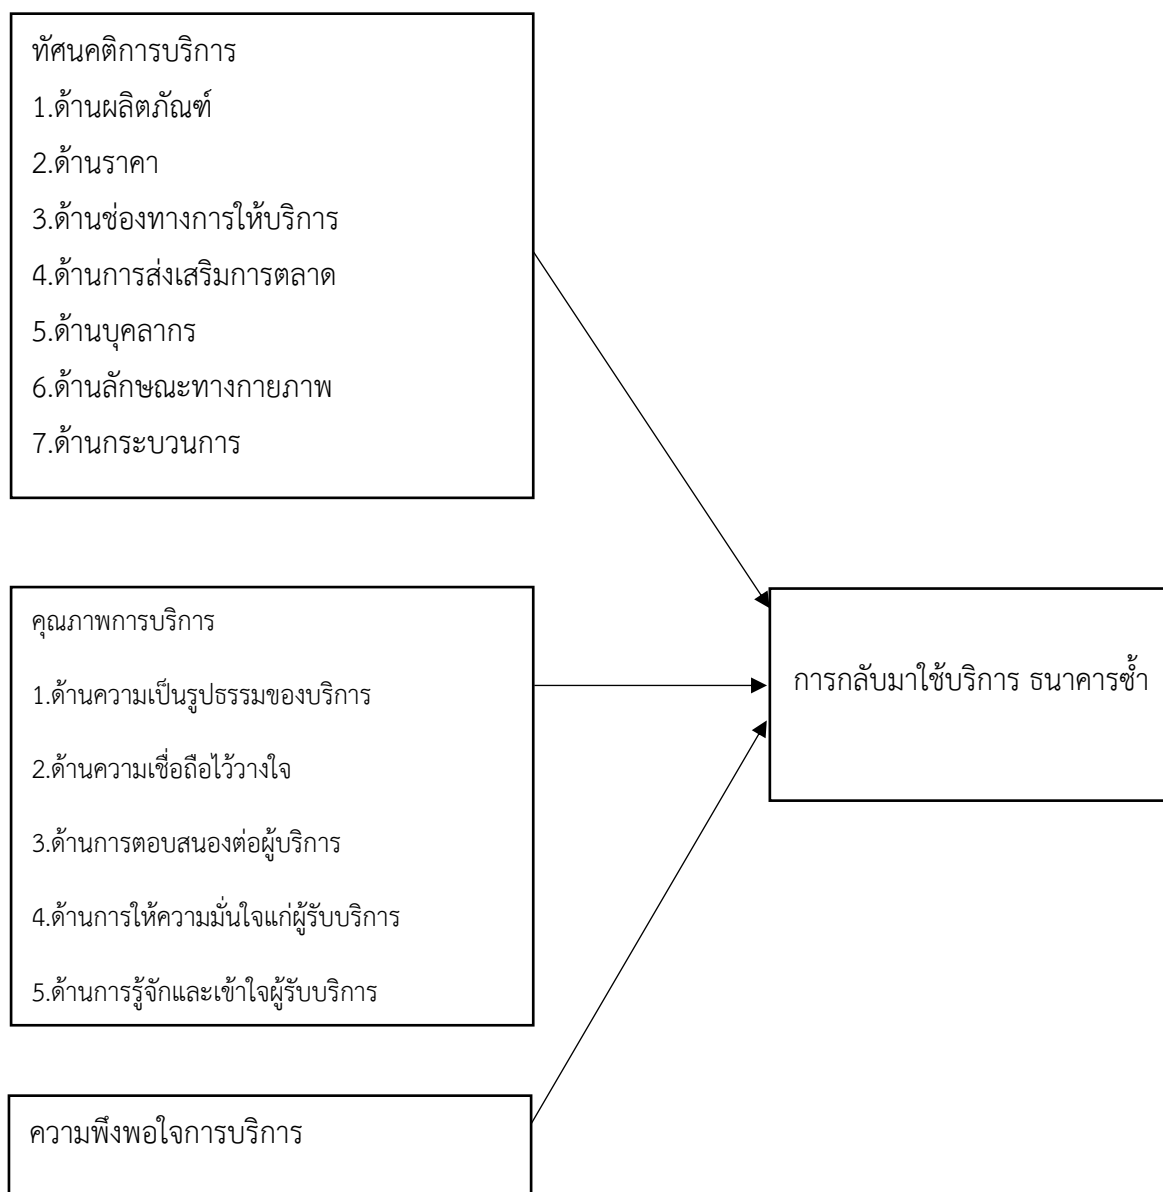 ทัศนคติการบริการ
1.ด้านผลิตภัณฑ์
2.ด้านราคา
3.ด้านช่องทางการให้บริการ
4.ด้านการส่งเสริมการตลาด
5.ด้านบุคลากร
6.ด้านลักษณะทางกายภาพ
7.ด้านกระบวนการ
คุณภาพการบริการ
1.ด้านความเป็นรูปธรรมของบริการ
2.ด้านความเชื่อถือไว้วางใจ
3.ด้านการตอบสนองต่อผู้บริการ
4.ด้านการให้ความมั่นใจแก่ผู้รับบริการ
5.ด้านการรู้จักและเข้าใจผู้รับบริการ
ความพึงพอใจการบริการ
การกลับมาใช้บริการ ธนาคารซ้ำ